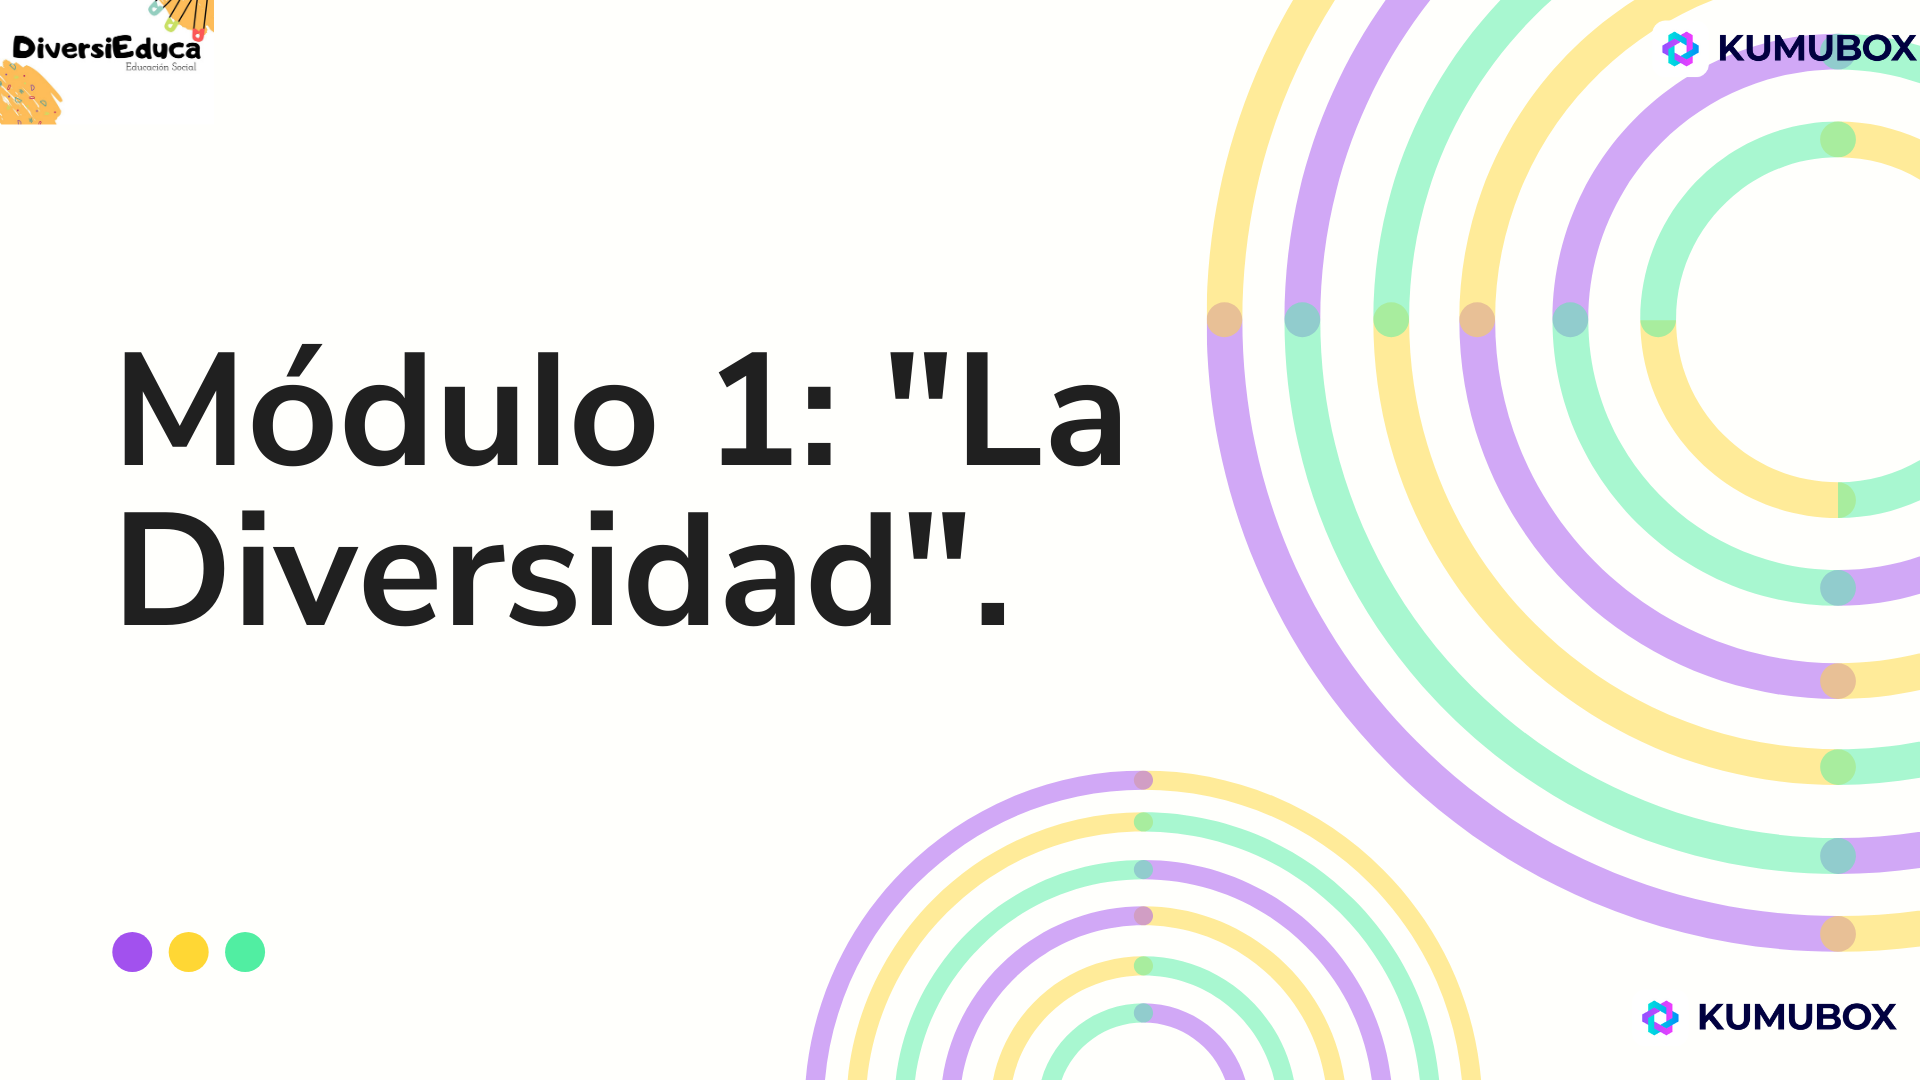 DiversiEduca
Educación Social
KUMUBOX
Módulo 1: "La
Diversidad".
KUMUBOX